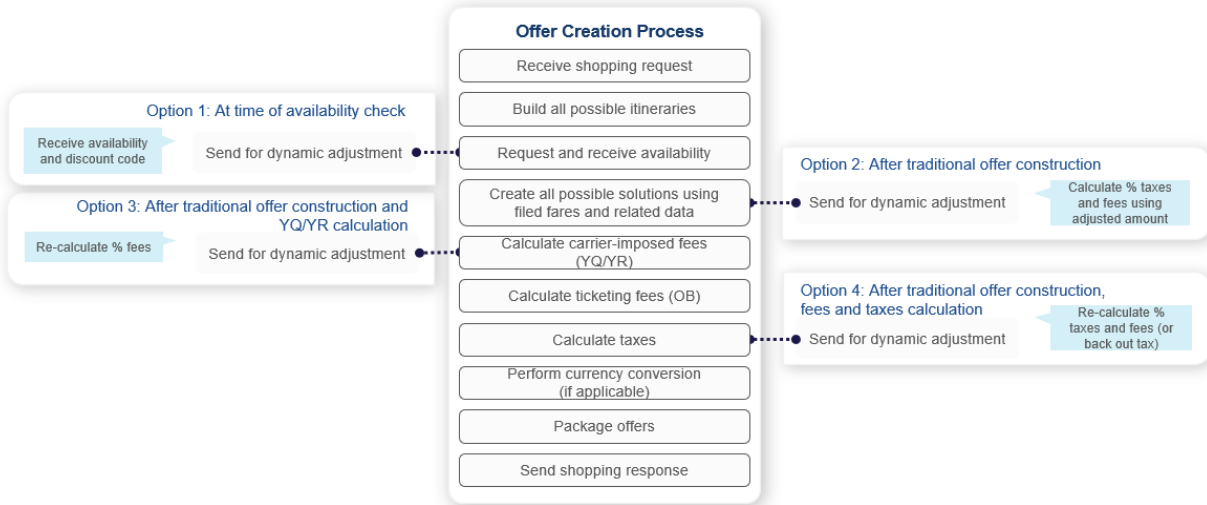 Offer Creation Process
Receive shopping request
Build all possible itineraries
Request and receive availability
Create all possible solutions using
filed fares and related data
Calculate carrier-imposed fees
(YQ/YR)
Calculate ticketing fees (OB)
Calculate taxes
Perform currency conversion
(if applicable)
Package offers
Send shopping response
Option 1: At time of availability check
Receive availability
and discount code
Send for dynamic adjustment
Option 2: After traditional offer construction
Send for dynamic adjustment
Calculate % taxes
and fees using
adjusted amount
Option 3: After traditional offer construction and
YQ/YR calculation
Re-calculate % fees
Send for dynamic adjustment
Option 4: After traditional offer construction,
fees and taxes calculation
Send for dynamic adjustment
Re-calculate %
taxes and fees (or
back out tax)